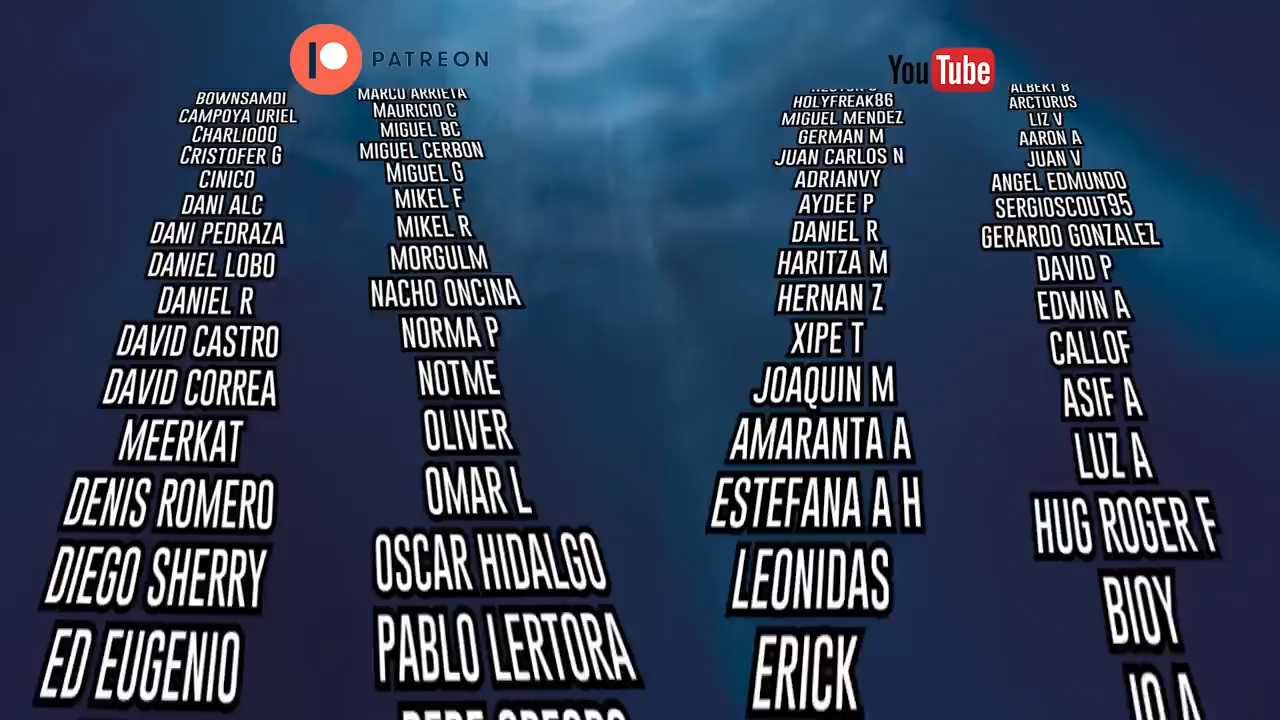 PATREON
YouTube
BOWNSAMDI
CAMPOYA URIEL
CHARLIO00
CRISTOFER G
CINICO
DANI ALC
DANI PEDRAZA
DANIEL LOBO
DANIEL R
DAVID CASTRO
DAVID CORREA
MEERKAT
DENIS ROMERO
DIEGO SHERRY
ED EUGENIO
MARCO ARRIETA
MAURICIO C
MIGUEL BC
MIGUEL CERBON
MIGUEL G
MIKEL F
MIKEL R
MORGULM
NACHO ONCINA
NORMA P
NOTME
OLIVER
OMAR L
OSCAR HIDALGO
PABLO LERTORA
HOLYFREAK86
MIGUEL MENDEZ
GERMAN M
JUAN CARLOS N
ADRIANVY
AYDEE P
DANIEL R
HARITZA M
HERNAN Z
XIPE T
JOAQUIN M
AMARANTA A
ESTEFANA A H
LEONIDAS
ERICK
ALBERT B
ARCTURUS
LIZ V
AARON A
JUAN V
ANGEL EDMUNDO
SERGIOSCOUT95
GERARDO GONZALEZ
DAVID P
EDWIN A
CALLOF
ASIF A
LUZ A
HUG ROGER F
BIOY